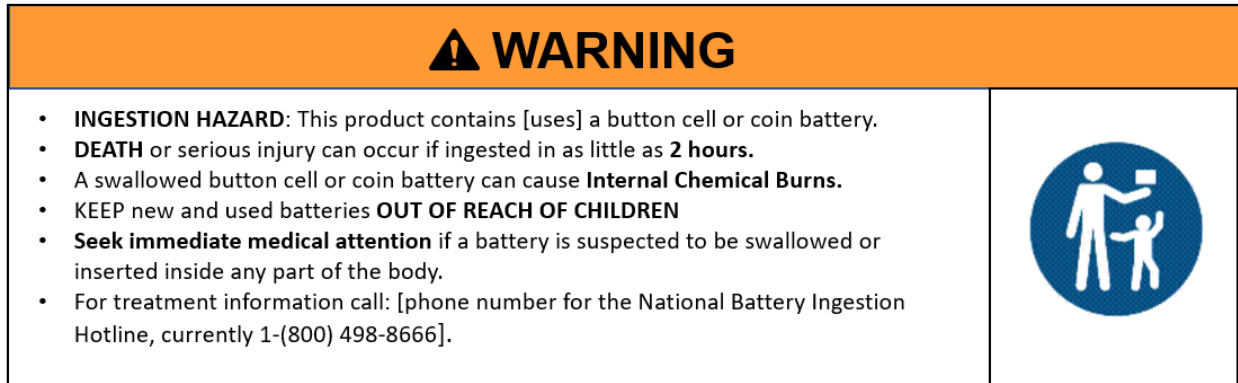 WARNING
• INGESTION HAZARD: This product contains [uses] a button cell or coin battery.
• DEATH or serious injury can occur if ingested in as little as 2 hours.
• A swallowed button cell or coin battery can cause Internal Chemical Burns.
• KEEP new and used batteries OUT OF REACH OF CHILDREN
• Seek immediate medical attention if a battery is suspected to be swallowed or
inserted inside any part of the body.
• For treatment information call: [phone number for the National Battery Ingestion
Hotline, currently 1-(800) 498-8666].